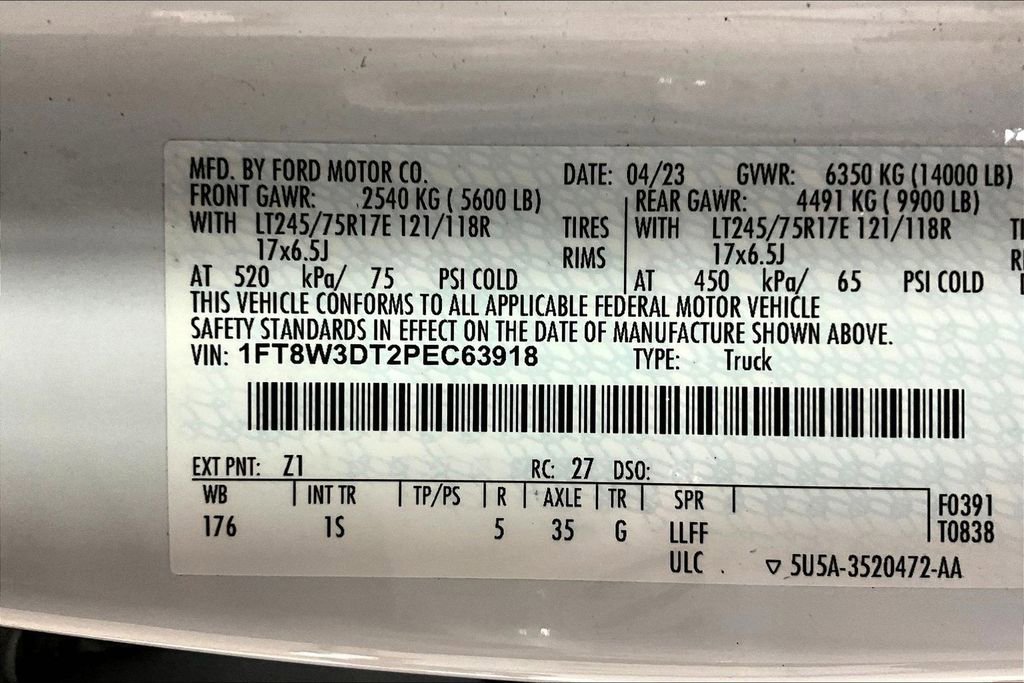 MFD. BY FORD MOTOR CO. DATE: 04/23 GVWR: 6350 KG (14000 LB)
FRONT GAWR: 2540 KG ( 5600 LB) REAR GAWR: 4491 KG ( 9900 LB)
WITH LT245/75R17E 121/118R TIRES WITH LT245/75R17E 121/118R
17x6.5J RIMS 17x6.5J
AT 520 kPa/ 75 PSI COLD AT 450 kPa/ 65 PSI COLD
THIS VEHICLE CONFORMS TO ALL APPLICABLE FEDERAL MOTOR VEHICLE
SAFETY STANDARDS IN EFFECT ON THE DATE OF MANUFACTURE SHOWN ABOVE.
VIN: 1FT8W3DT2PEC63918 TYPE: Truck
EXT PNT: Z1 RC: 27 DSO:
WB INT TR TP/PS R AXLE TR SPR F0391
176 1S 5 35 G LLFF T0838
ULC ▽ 5U5A-3520472-AA